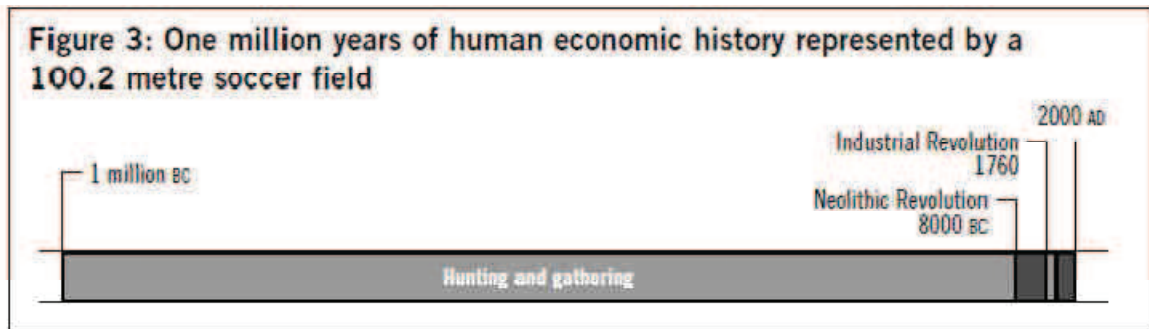 Figure 3: One million years of human economic history represented by a
100.2 metre soccer field
2000 AD
Industrial Revolution
1760
1 million BC
Neolithic Revolution
8000 BC
Hunting and gathering